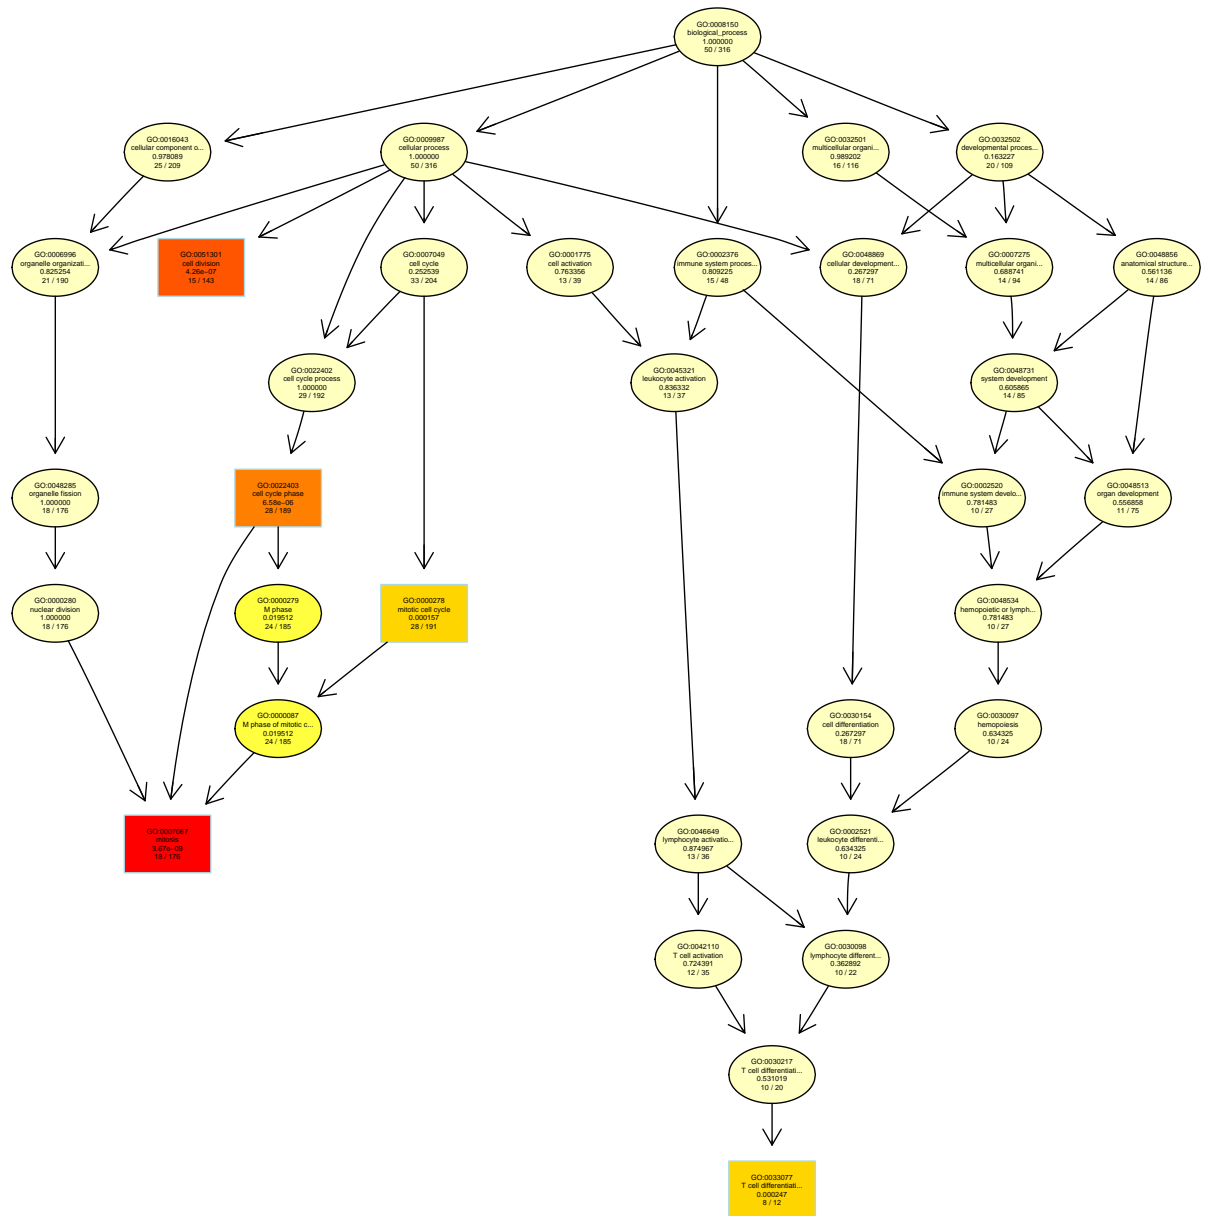 GO:0008150
biological_process
1.000000
50 / 316
GO:0016043
cellular component o...
0.978089
25 / 209
GO:0009987
cellular process
1.000000
50 / 316
GO:0032501
multicellular organi...
0.989202
16 / 116
GO:0032502
developmental proces...
0.163227
20 / 109
GO:0006996
organelle organizati...
0.825254
21 / 190
GO:0051301
cell division
4.26e−07
15 / 143
GO:0007049
cell cycle
0.252539
33 / 204
GO:0001775
cell activation
0.763356
13 / 39
GO:0002376
immune system proces...
0.809225
15 / 48
GO:0048869
cellular development...
0.267297
18 / 71
GO:0007275
multicellular organi...
0.688741
14 / 94
GO:0048856
anatomical structure...
0.561136
14 / 86
GO:0022402
cell cycle process
1.000000
29 / 192
GO:0045321
leukocyte activation
0.836332
13 / 37
GO:0048731
system development
0.605865
14 / 85
GO:0048285
organelle fission
1.000000
18 / 176
GO:0022403
cell cycle phase
6.58e−06
28 / 189
GO:0002520
immune system develo...
0.781483
10 / 27
GO:0048513
organ development
0.556858
11 / 75
GO:0000280
nuclear division
1.000000
18 / 176
GO:0000279
M phase
0.019512
24 / 185
GO:0000278
mitotic cell cycle
0.000157
28 / 191
GO:0048534
hemopoietic or lymph...
0.781483
10 / 27
GO:0000087
M phase of mitotic c...
0.019512
24 / 185
GO:0030154
cell differentiation
0.267297
18 / 71
GO:0030097
hemopoiesis
0.634325
10 / 24
GO:0007067
mitosis
3.67e−09
18 / 176
GO:0046649
lymphocyte activatio...
0.874967
13 / 36
GO:0002521
leukocyte differenti...
0.634325
10 / 24
GO:0042110
T cell activation
0.724391
12 / 35
GO:0030098
lymphocyte different...
0.362892
10 / 22
GO:0030217
T cell differentiati...
0.531019
10 / 20
GO:0033077
T cell differentiati...
0.000247
8 / 12